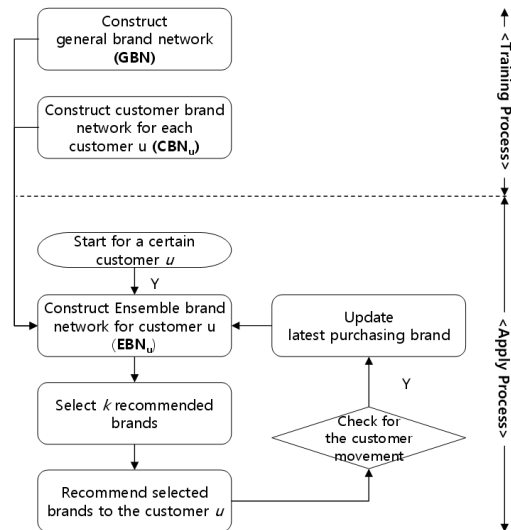 Construct
general brand network
(GBN)
<Training Process>
Construct customer brand
network for each
customer u (CBNu)
Start for a certain
customer u
Y
Construct Ensemble brand
network for customer u
(EBNu)
Update
latest purchasing brand
<Apply Process>
Y
Select k recommended
brands
Check for
the customer
movement
Recommend selected
brands to the customer u